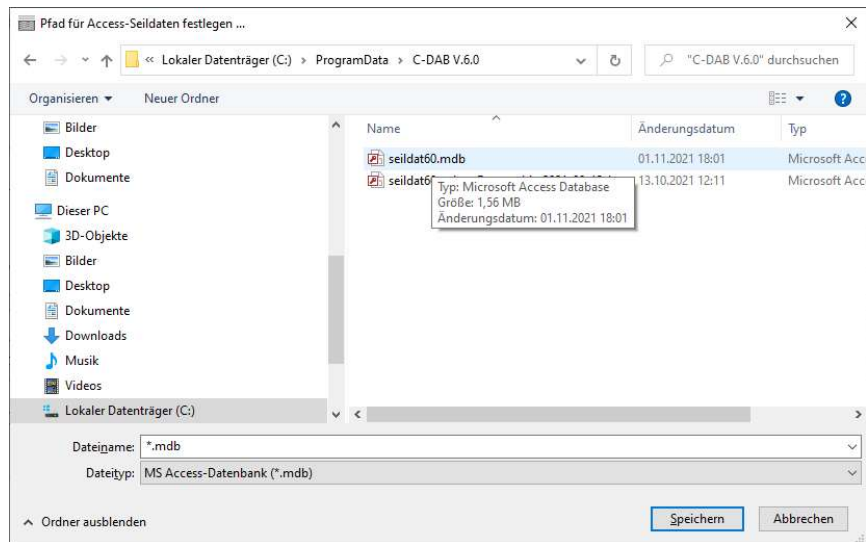 Pfad für Access-Seildaten festlegen ...
« Lokaler Datenträger (C:) › ProgramData › C-DAB V.6.0
"C-DAB V.6.0" durchsuchen
Organisieren
Neuer Ordner
Bilder
Desktop
Dokumente
Dieser PC
3D-Objekte
Bilder
Desktop
Dokumente
Downloads
Musik
Videos
Lokaler Datenträger (C:)
Name
Änderungsdatum
Typ
seildat60.mdb
01.11.2021 18:01
Microsoft Acc
13.10.2021 12:11
Microsoft Acc
Typ: Microsoft Access Database
Größe: 1,56 MB
Änderungsdatum: 01.11.2021 18:01
Dateiname:
*.mdb
Dateityp:
MS Access-Datenbank (*.mdb)
Ordner ausblenden
Speichern
Abbrechen